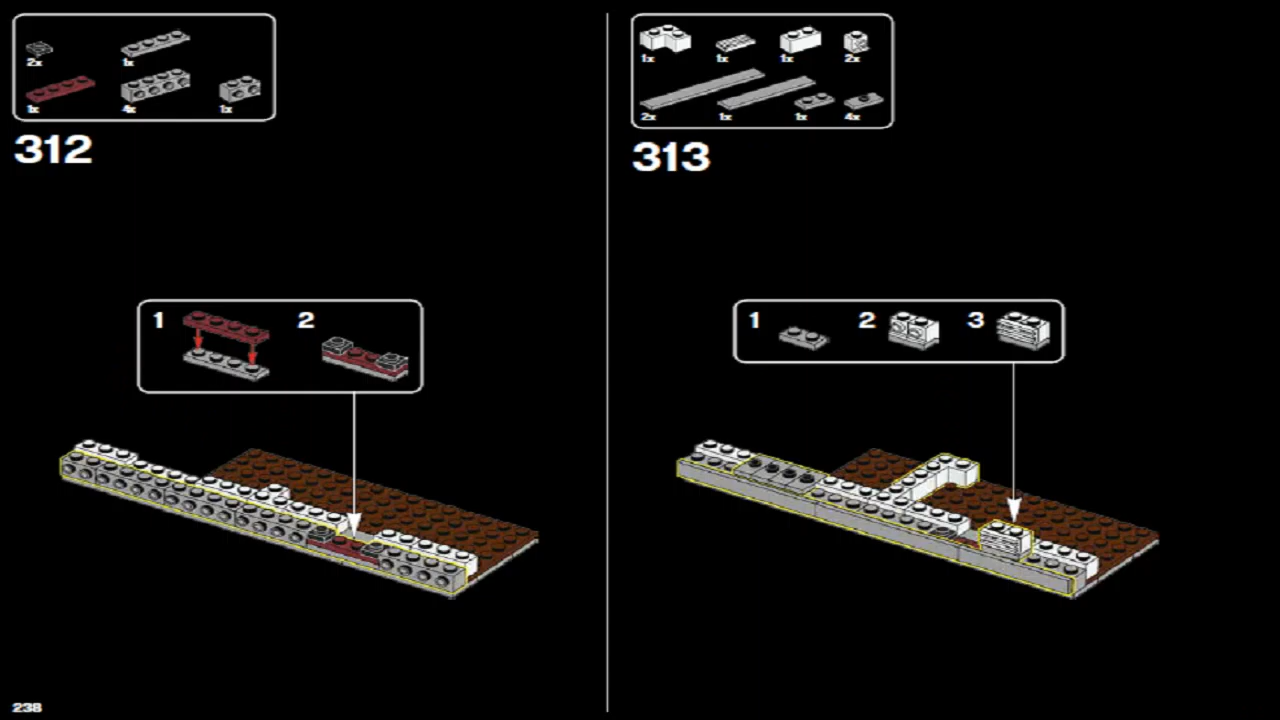 2x 1x
1x 4x 1x
312
1 2
238
1x 1x 1x 2x
2x 1x 1x 4x
313
1 2 3